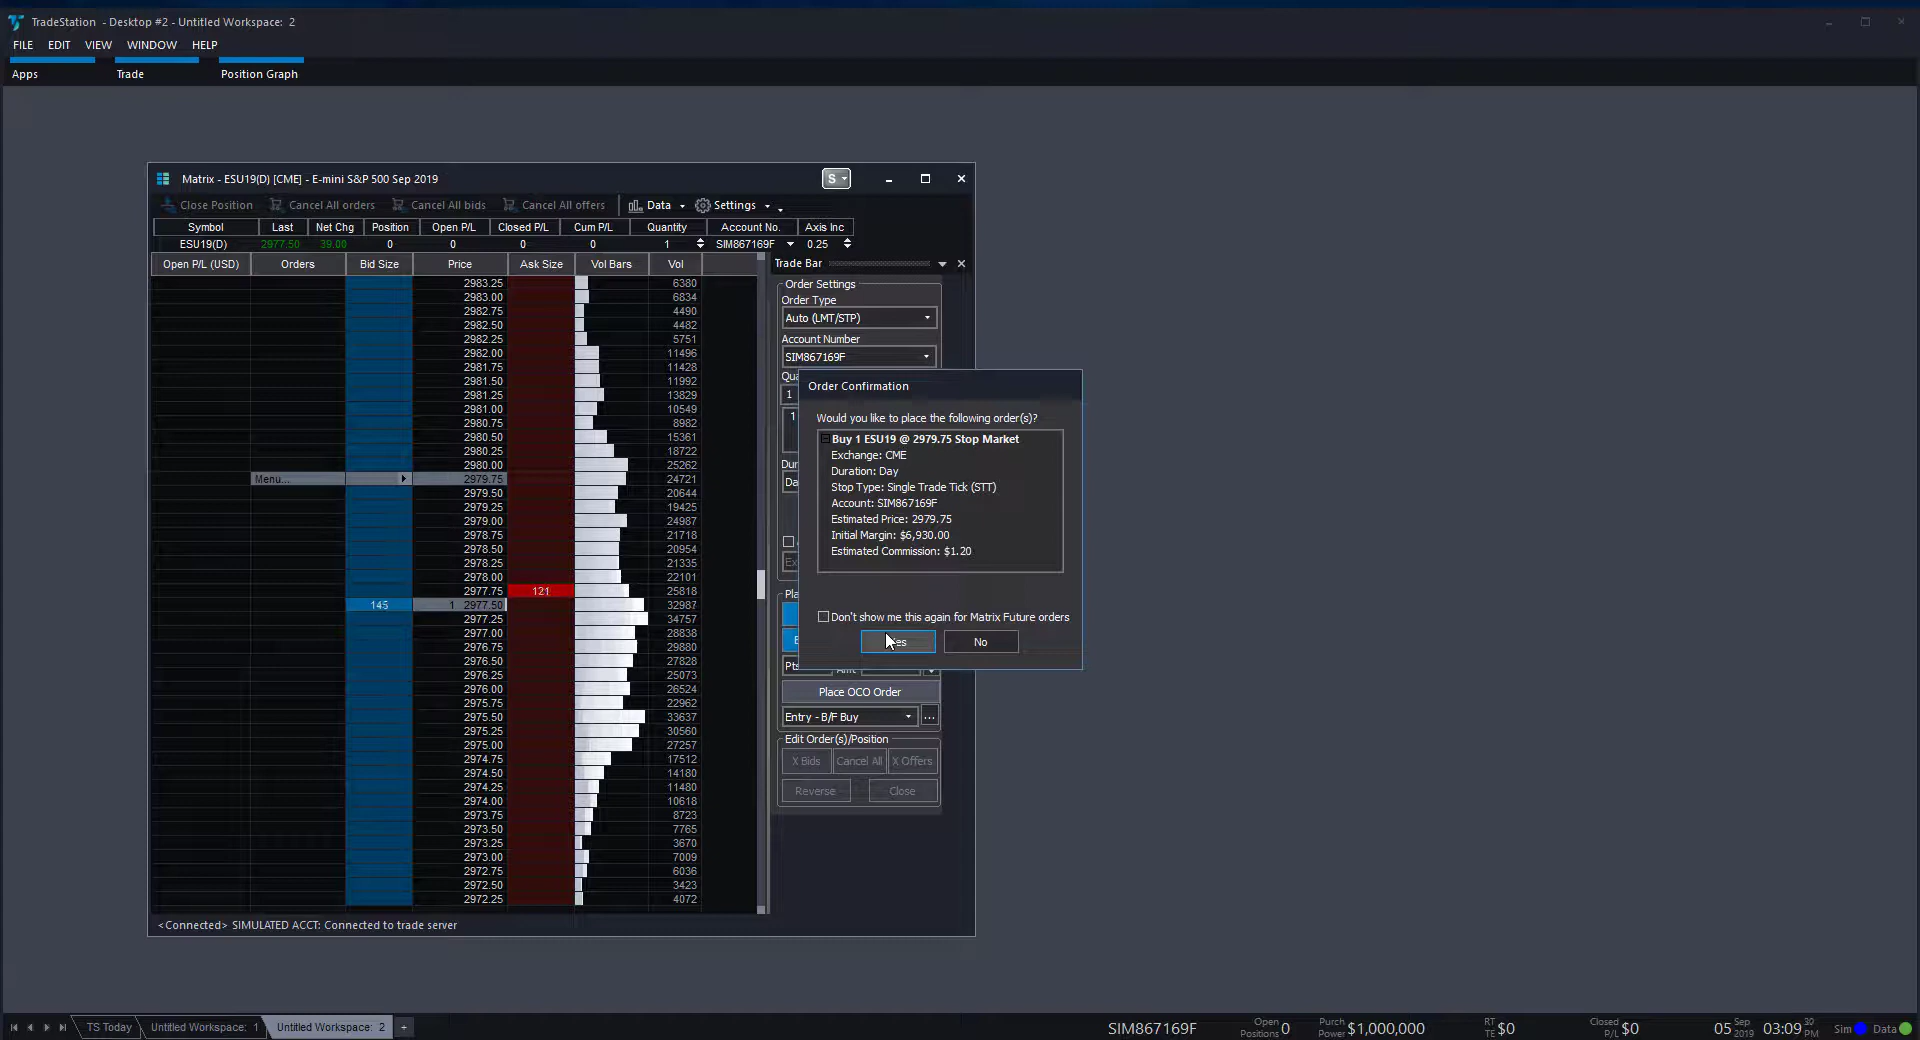 TradeStation - Desktop #2 - Untitled Workspace: 2
FILE EDIT VIEW WINDOW HELP
Apps Trade Position Graph
Matrix - ESU19(D) [CME] - E-mini S&P 500 Sep 2019 S
Close Position Cancel All orders Cancel All bids Cancel All offers Data Settings
Symbol Last Net Chg Position Open P/L Closed P/L Cum P/L Quantity Account No. Axis Inc
ESU19(D) 2977.50 39.00 0 0 0 0 1 SIM867169F 0.25
Open P/L (USD) Orders Bid Size Price Ask Size Vol Bars Vol
2983.25 6380
2983.00 6834
2982.75 4490
2982.50 4482
2982.25 5751
2982.00 11496
2981.75 11428
2981.50 11992
2981.25 13829
2981.00 10549
2980.75 8982
2980.50 15361
2980.25 18722
2980.00 25262
Menu... 2979.75 24721
2979.50 20644
2979.25 19425
2979.00 24987
2978.75 21718
2978.50 20954
2978.25 21335
2978.00 22101
2977.75 121 25818
145 1 2977.50 32987
2977.25 34757
2977.00 28838
2976.75 29880
2976.50 27828
2976.25 25073
2976.00 26524
2975.75 22962
2975.50 33637
2975.25 30560
2975.00 27257
2974.75 17512
2974.50 14180
2974.25 11480
2974.00 10618
2973.75 8723
2973.50 7765
2973.25 3670
2973.00 7009
2972.75 6036
2972.50 3423
2972.25 4072
<Connected> SIMULATED ACCT: Connected to trade server
Trade Bar
Order Settings
Order Type
Auto (LMT/STP)
Account Number
SIM867169F
1
1
Order Confirmation
Would you like to place the following order(s)?
Buy 1 ESU19 @ 2979.75 Stop Market
Exchange: CME
Duration: Day
Stop Type: Single Trade Tick (STT)
Account: SIM867169F
Estimated Price: 2979.75
Initial Margin: $6,930.00
Estimated Commission: $1.20
Don't show me this again for Matrix Future orders
No
Place OCO Order
Entry - B/F Buy ...
Edit Order(s)/Position
X Bids Cancel All X Offers
Reverse Close
TS Today Untitled Workspace: 1 Untitled Workspace: 2 +
SIM867169F Open Positions 0 Purch Power $1,000,000 RT TE $0 Closed P/L $0 05 Sep 2019 03:09 30 PM Sim Data